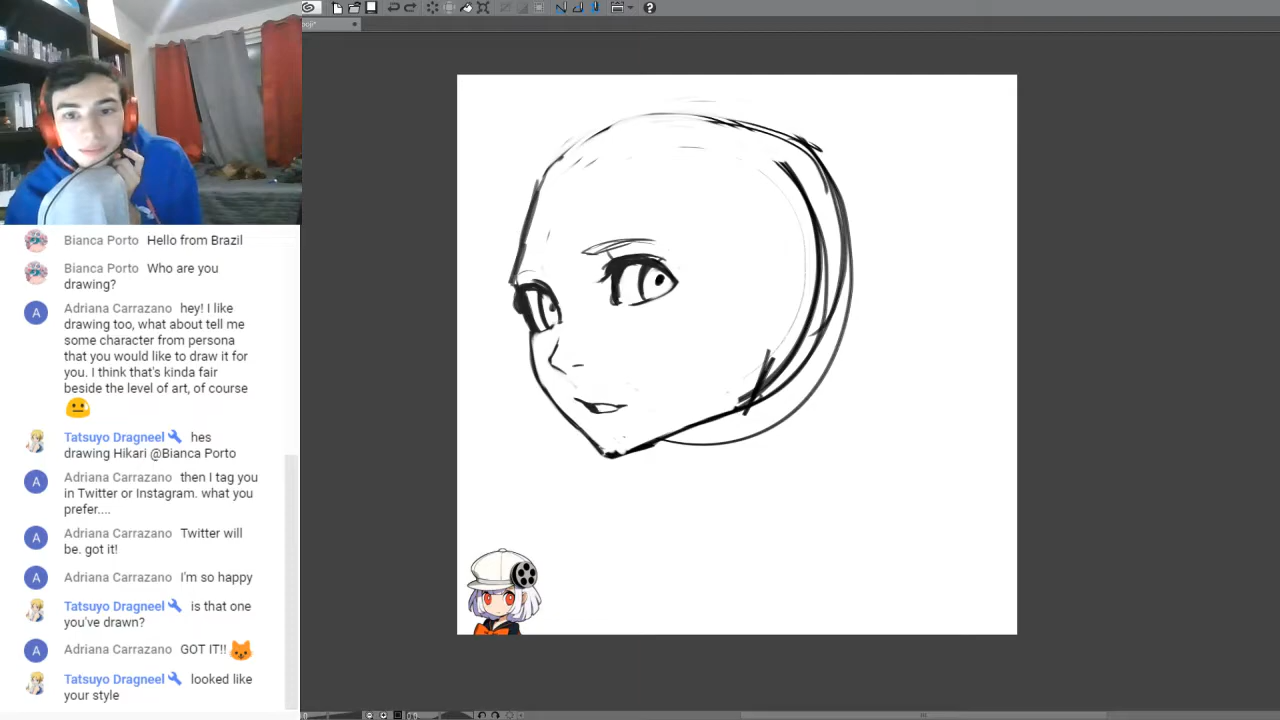 Bianca Porto Hello from Brazil
Bianca Porto Who are you
drawing?
Adriana Carrazano hey! I like
drawing too, what about tell me
some character from persona
that you would like to draw it for
you. I think that's kinda fair
beside the level of art, of course
Tatsuyo Dragneel hes
drawing Hikari @Bianca Porto
A
Adriana Carrazano then I tag you
in Twitter or Instagram. what you
prefer....
A
Adriana Carrazano Twitter will
be. got it!
A
Adriana Carrazano I'm so happy
A
Tatsuyo Dragneel is that one
you've drawn?
A
Adriana Carrazano GOT IT!!
A
Tatsuyo Dragneel looked like
your style